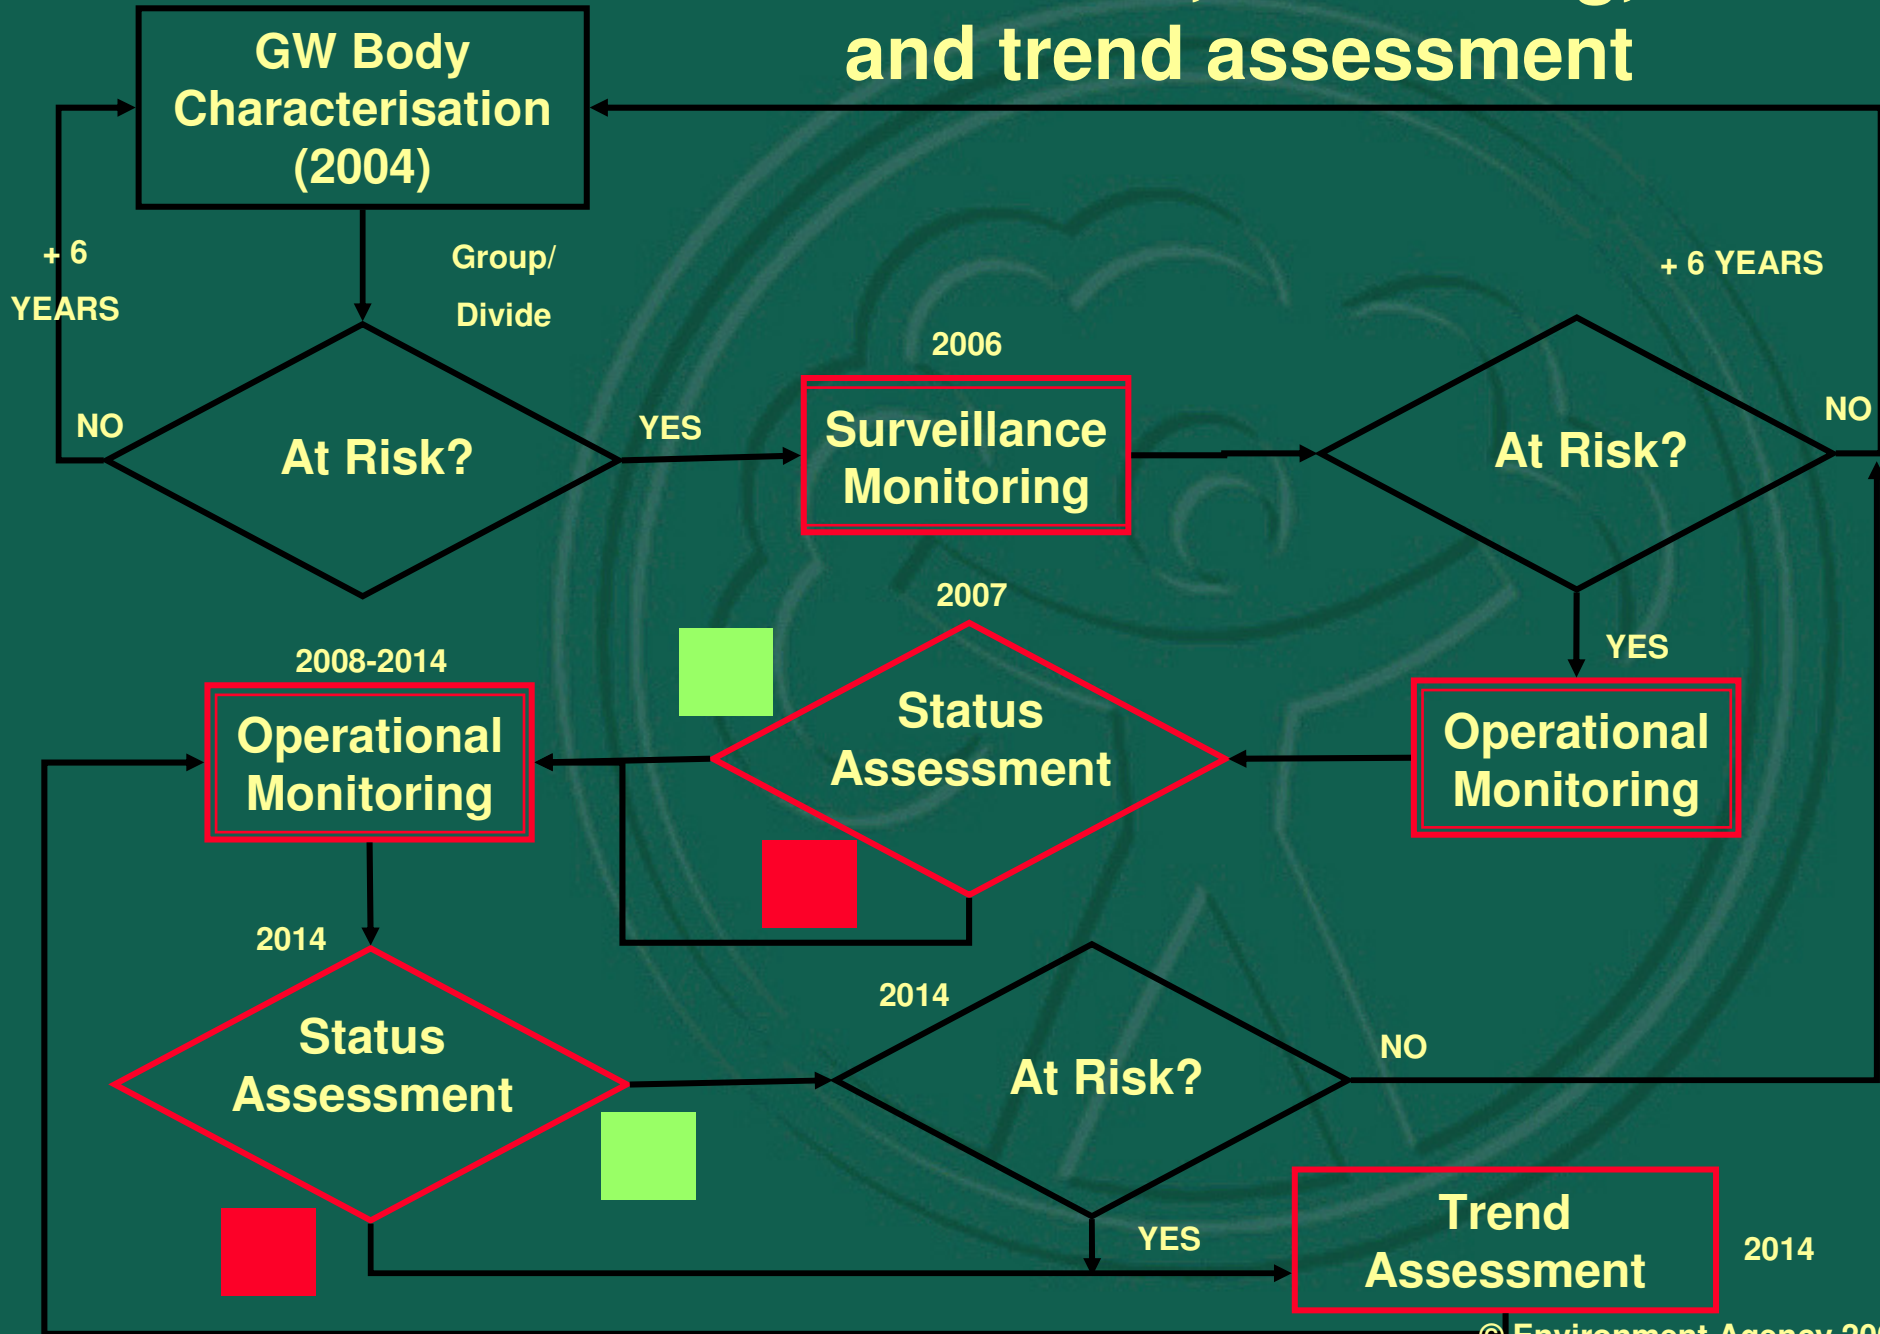 and trend assessment
GW Body
Characterisation
(2004)
+ 6
YEARS
Group/
Divide
+ 6 YEARS
2006
NO
At Risk?
YES
Surveillance
Monitoring
At Risk?
NO
2007
YES
2008-2014
Operational
Monitoring
Status
Assessment
Operational
Monitoring
2014
Status
Assessment
2014
At Risk?
NO
YES
Trend
Assessment
2014
© Environment Agency